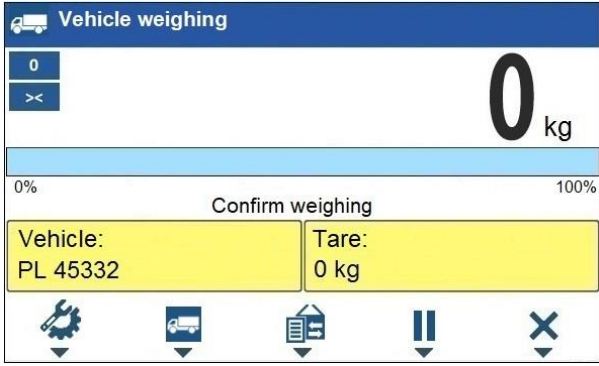 Vehicle weighing
0
><
0 kg
0% 100%
Confirm weighing
Vehicle: Tare:
PL 45332 0 kg